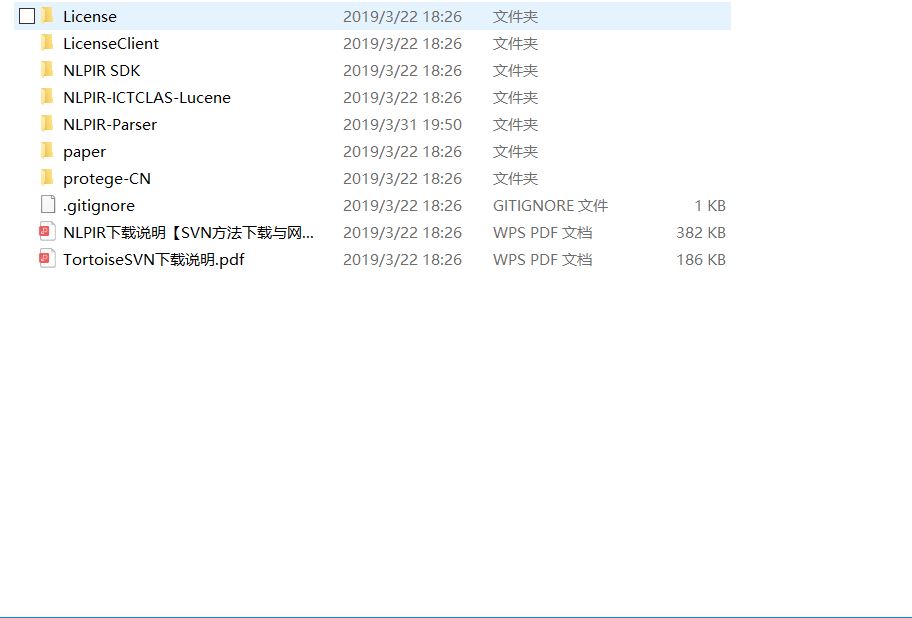 License 2019/3/22 18:26 文件夹
LicenseClient 2019/3/22 18:26 文件夹
NLPIR SDK 2019/3/22 18:26 文件夹
NLPIR-ICTCLAS-Lucene 2019/3/22 18:26 文件夹
NLPIR-Parser 2019/3/31 19:50 文件夹
paper 2019/3/22 18:26 文件夹
protege-CN 2019/3/22 18:26 文件夹
.gitignore 2019/3/22 18:26 GITIGNORE 文件 1 KB
NLPIR下载说明【SVN方法下载与网... 2019/3/22 18:26 WPS PDF 文档 382 KB
TortoiseSVN下载说明.pdf 2019/3/22 18:26 WPS PDF 文档 186 KB